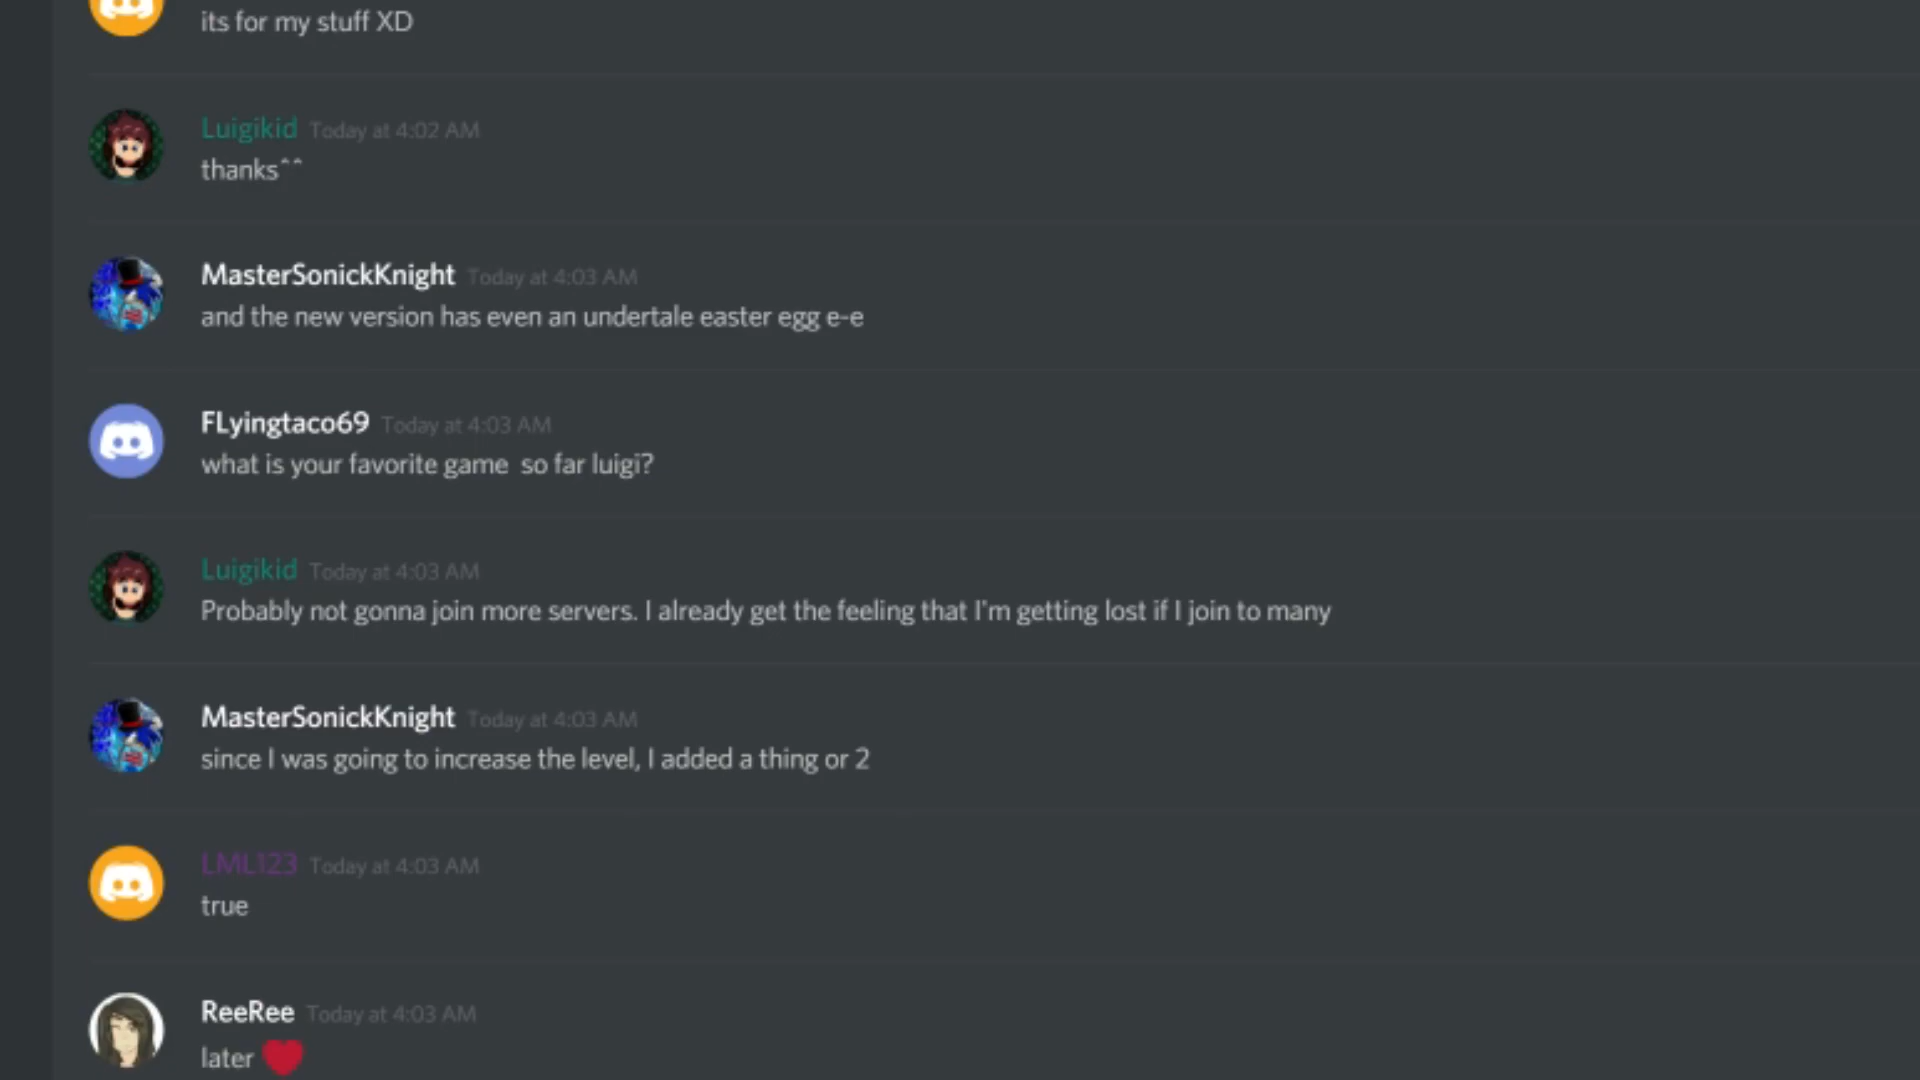 its for my stuff XD
Luigikid Today at 4:02 AM
thanks^^
MasterSonickKnight Today at 4:03 AM
and the new version has even an undertale easter egg e-e
FLyingtaco69 Today at 4:03 AM
what is your favorite game  so far luigi?
Luigikid Today at 4:03 AM
Probably not gonna join more servers. I already get the feeling that I'm getting lost if I join to many
MasterSonickKnight Today at 4:03 AM
since I was going to increase the level, I added a thing or 2
LML123 Today at 4:03 AM
true
ReeRee Today at 4:03 AM
later ❤